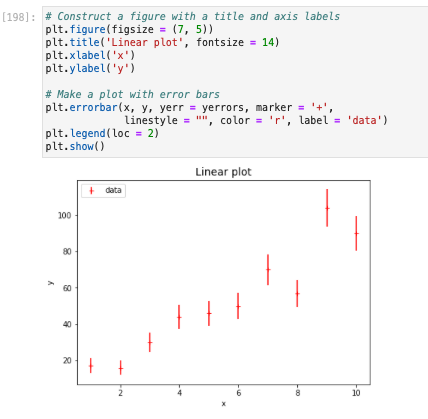 [198]: # Construct a figure with a title and axis labels
plt.figure(figsize = (7, 5))
plt.title('Linear plot', fontsize = 14)
plt.xlabel('x')
plt.ylabel('y')
# Make a plot with error bars
plt.errorbar(x, y, yerr = yerrors, marker = '+',
linestyle = "", color = 'r', label = 'data')
plt.legend(loc = 2)
plt.show()
Linear plot
data
100
80
60
40
20
y
2 4 6 8 10
x